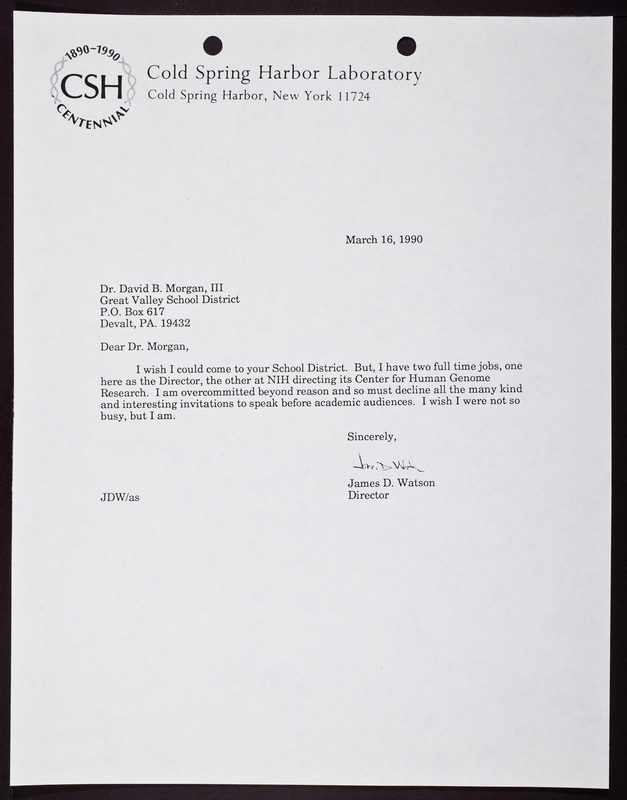 1890~1990
CSH
CENTENNIAL
Cold Spring Harbor Laboratory
Cold Spring Harbor, New York 11724
March 16, 1990
Dr. David B. Morgan, III
Great Valley School District
P.O. Box 617
Devalt, PA. 19432
Dear Dr. Morgan,
I wish I could come to your School District. But, I have two full time jobs, one
here as the Director, the other at NIH directing its Center for Human Genome
Research. I am overcommitted beyond reason and so must decline all the many kind
and interesting invitations to speak before academic audiences. I wish I were not so
busy, but I am.
Sincerely,
James D. Watson
Director
JDW/as